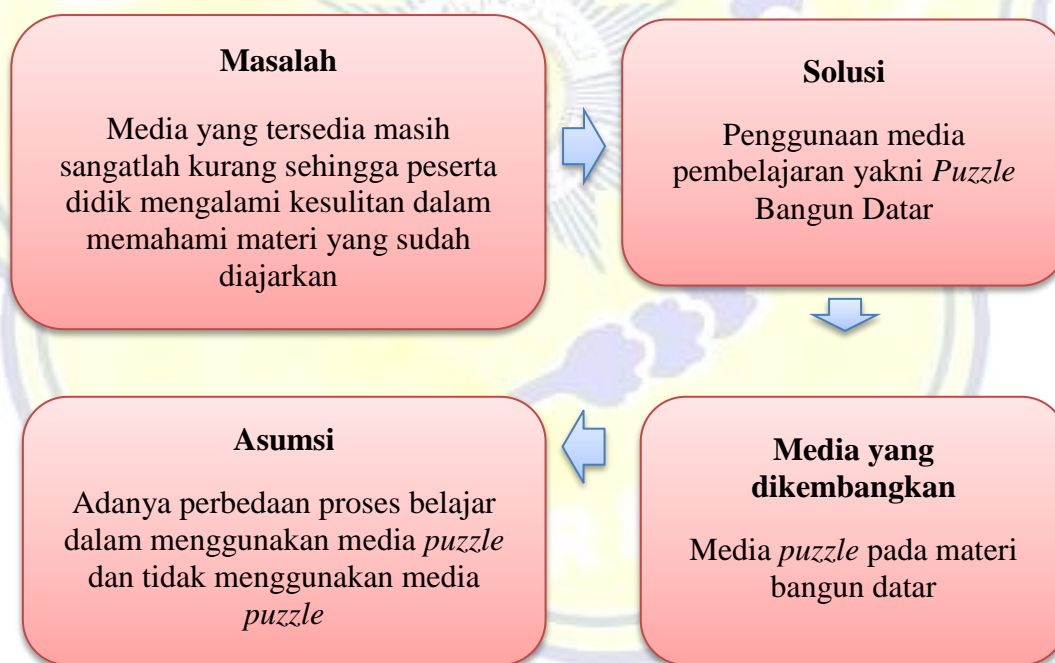 Masalah
Media yang tersedia masih
sangatlah kurang sehingga peserta
didik mengalami kesulitan dalam
memahami materi yang sudah
diajarkan
Solusi
Penggunaan media
pembelajaran yakni Puzzle
Bangun Datar
Media yang
dikembangkan
Media puzzle pada materi
bangun datar
Asumsi
Adanya perbedaan proses belajar
dalam menggunakan media puzzle
dan tidak menggunakan media
puzzle